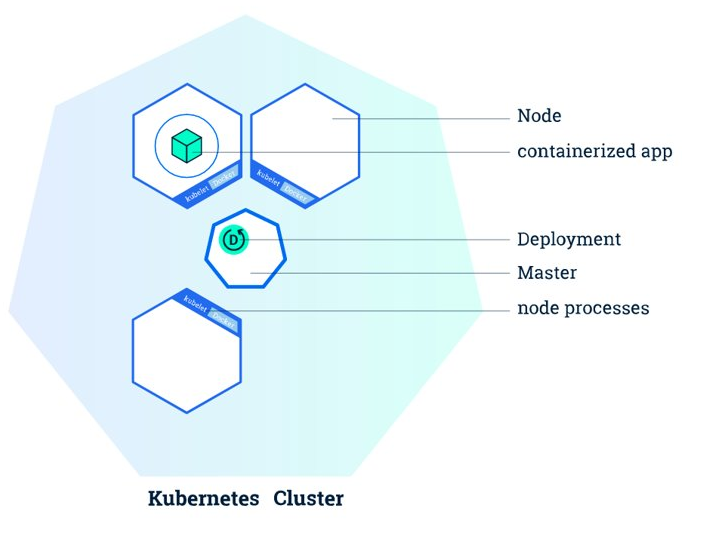 Node
containerized app
kubelet Docker
kubelet Docker
D
Deployment
Master
kubelet Docker
node processes
Kubernetes Cluster